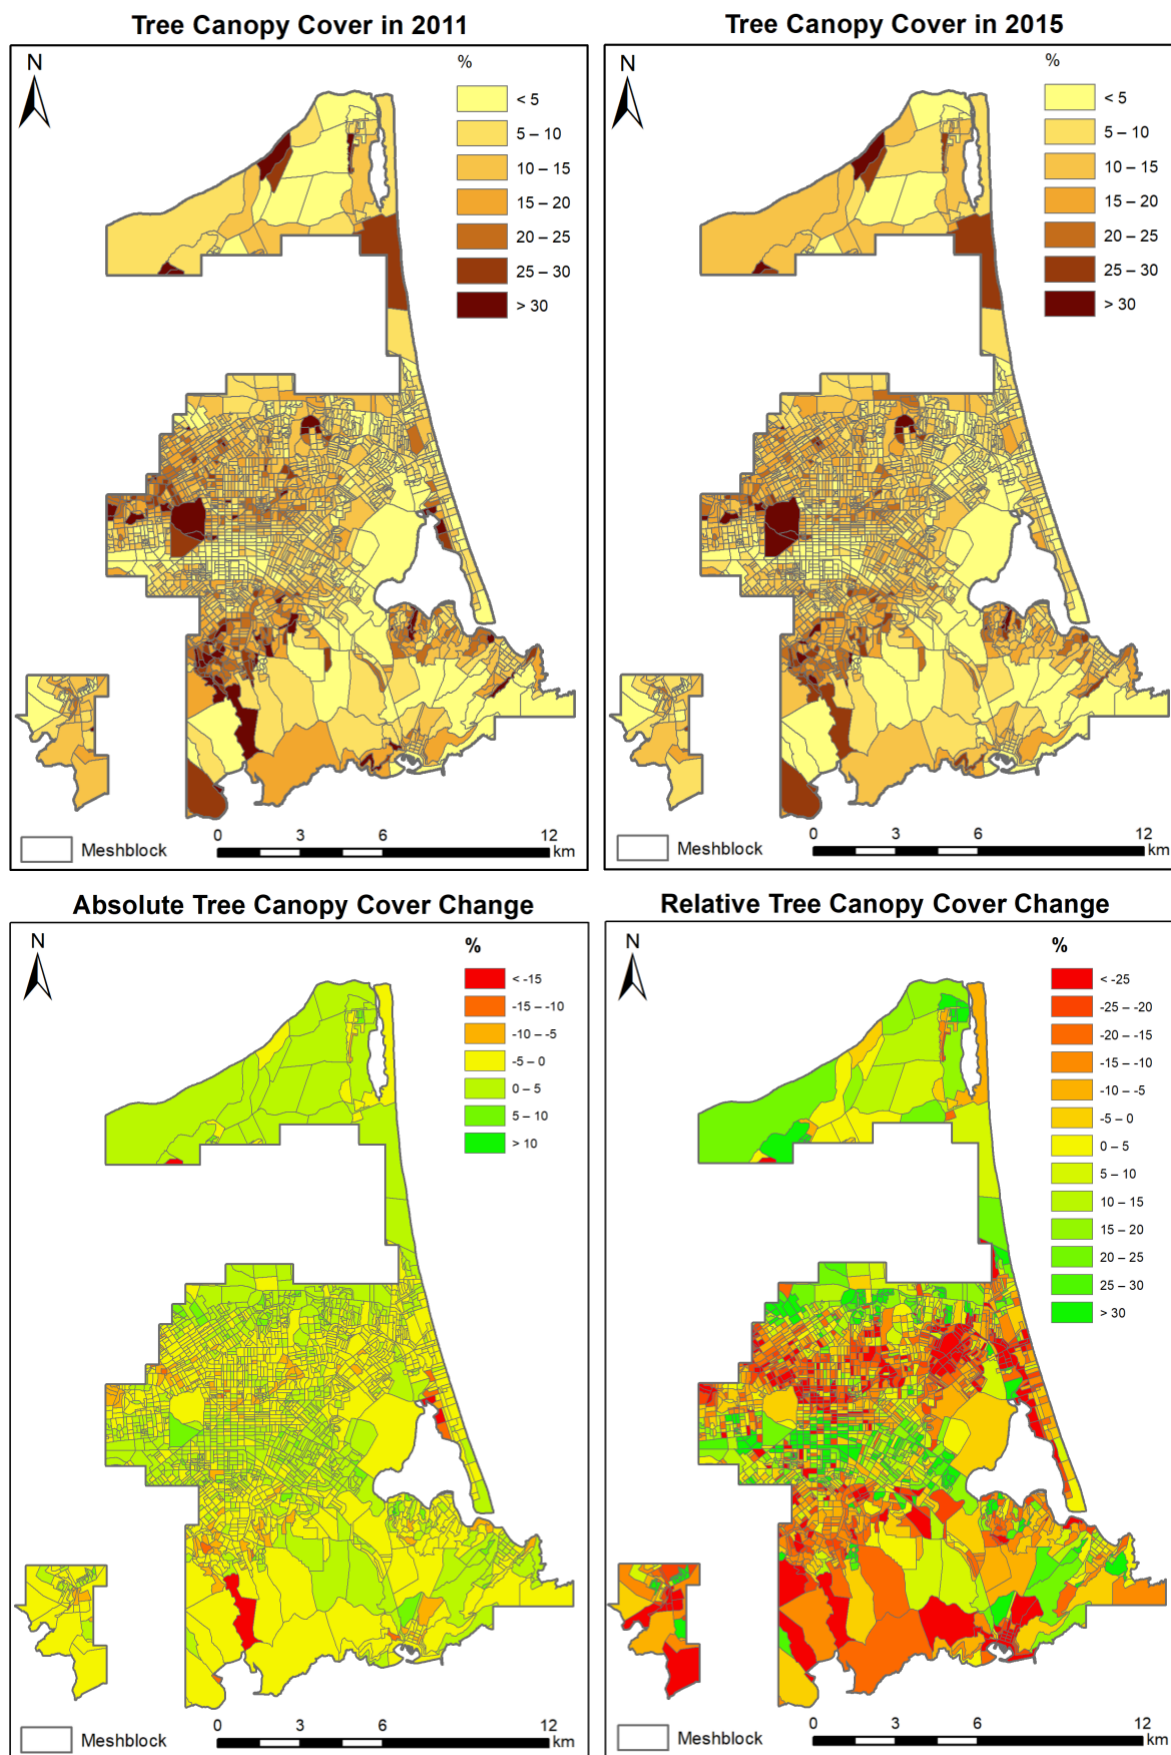 Tree Canopy Cover in 2011
N
%
< 5
5 – 10
10 – 15
15 – 20
20 – 25
25 – 30
> 30
Meshblock
0 3 6 12
km
Tree Canopy Cover in 2015
N
%
< 5
5 – 10
10 – 15
15 – 20
20 – 25
25 – 30
> 30
Meshblock
0 3 6 12
km
Absolute Tree Canopy Cover Change
N
%
< -15
-15 – -10
-10 – -5
-5 – 0
0 – 5
5 – 10
> 10
Meshblock
0 3 6 12
km
Relative Tree Canopy Cover Change
N
%
< -25
-25 – -20
-20 – -15
-15 – -10
-10 – -5
-5 – 0
0 – 5
5 – 10
10 – 15
15 – 20
20 – 25
25 – 30
> 30
Meshblock
0 3 6 12
km